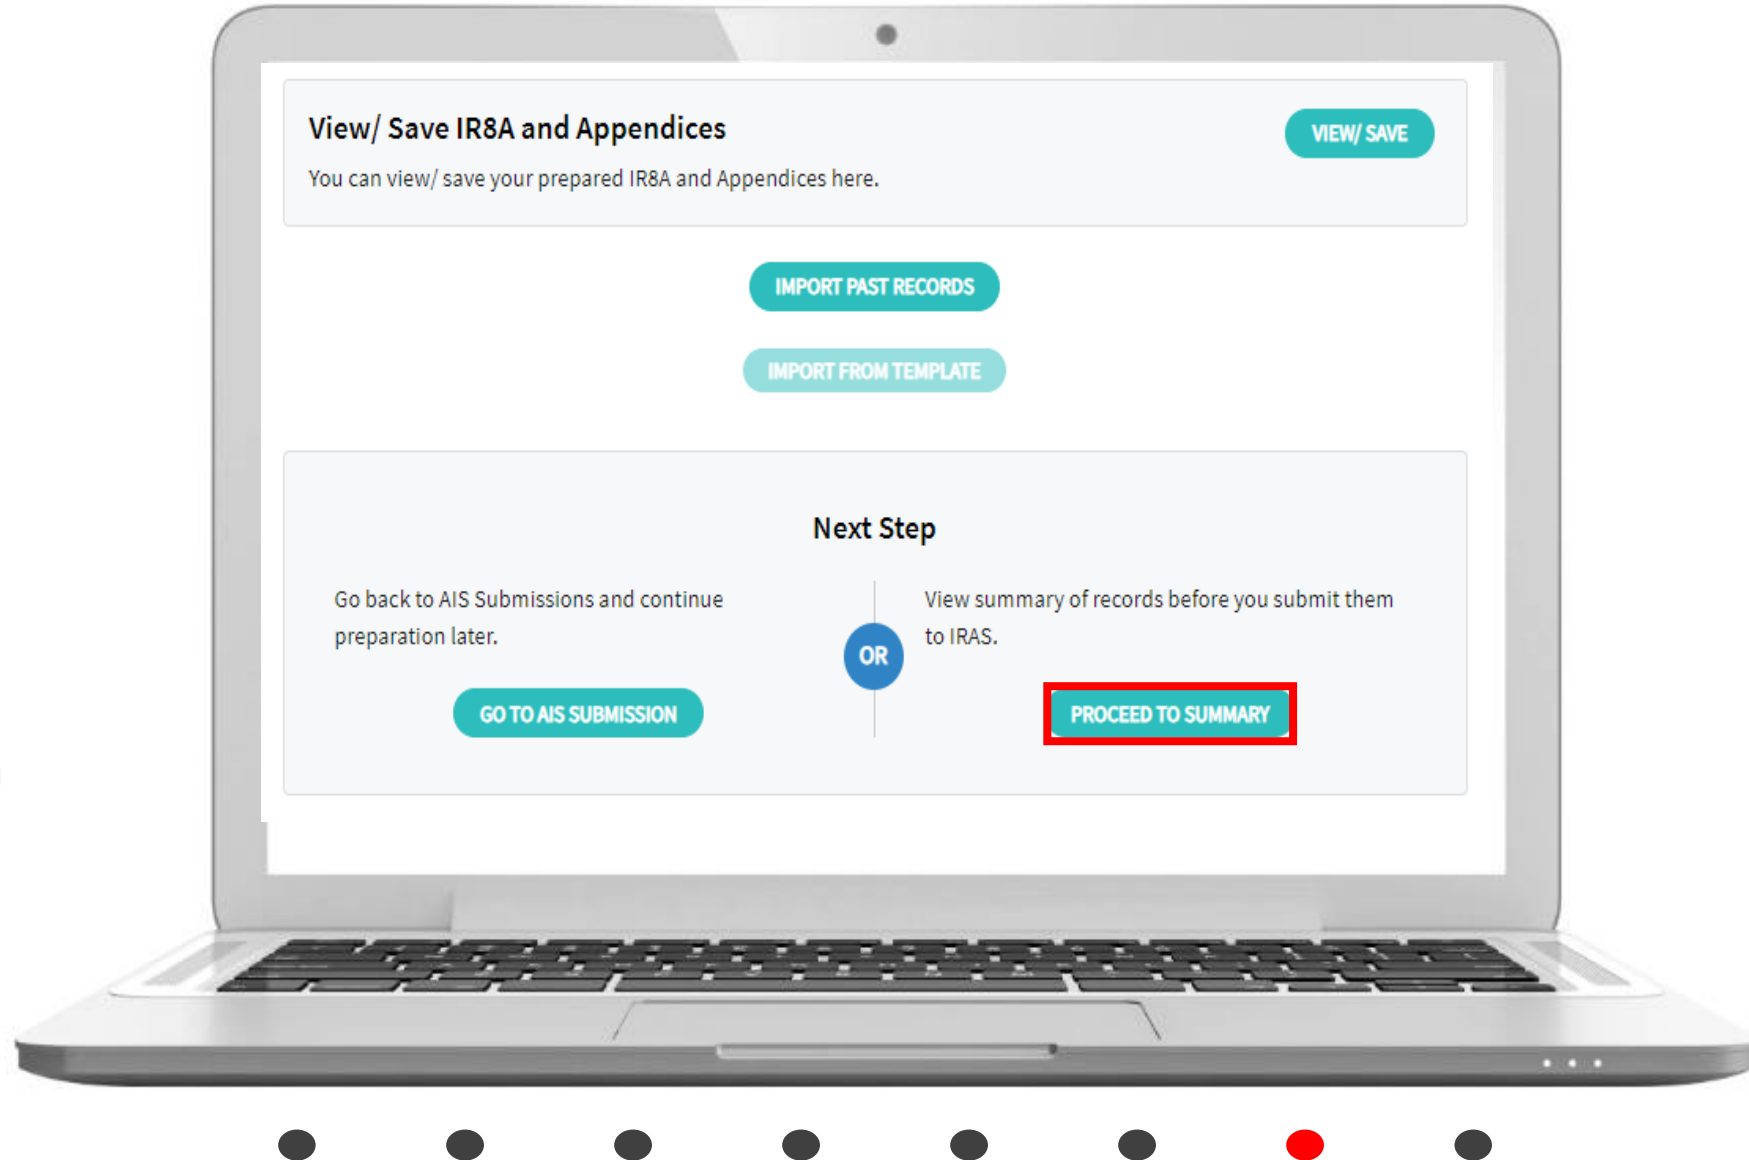 View/ Save IR8A and Appendices
VIEW/ SAVE
You can view/ save your prepared IR8A and Appendices here.
IMPORT PAST RECORDS
IMPORT FROM TEMPLATE
Next Step
Go back to AIS Submissions and continue
preparation later.
GO TO AIS SUBMISSION
OR
View summary of records before you submit them
to IRAS.
PROCEED TO SUMMARY